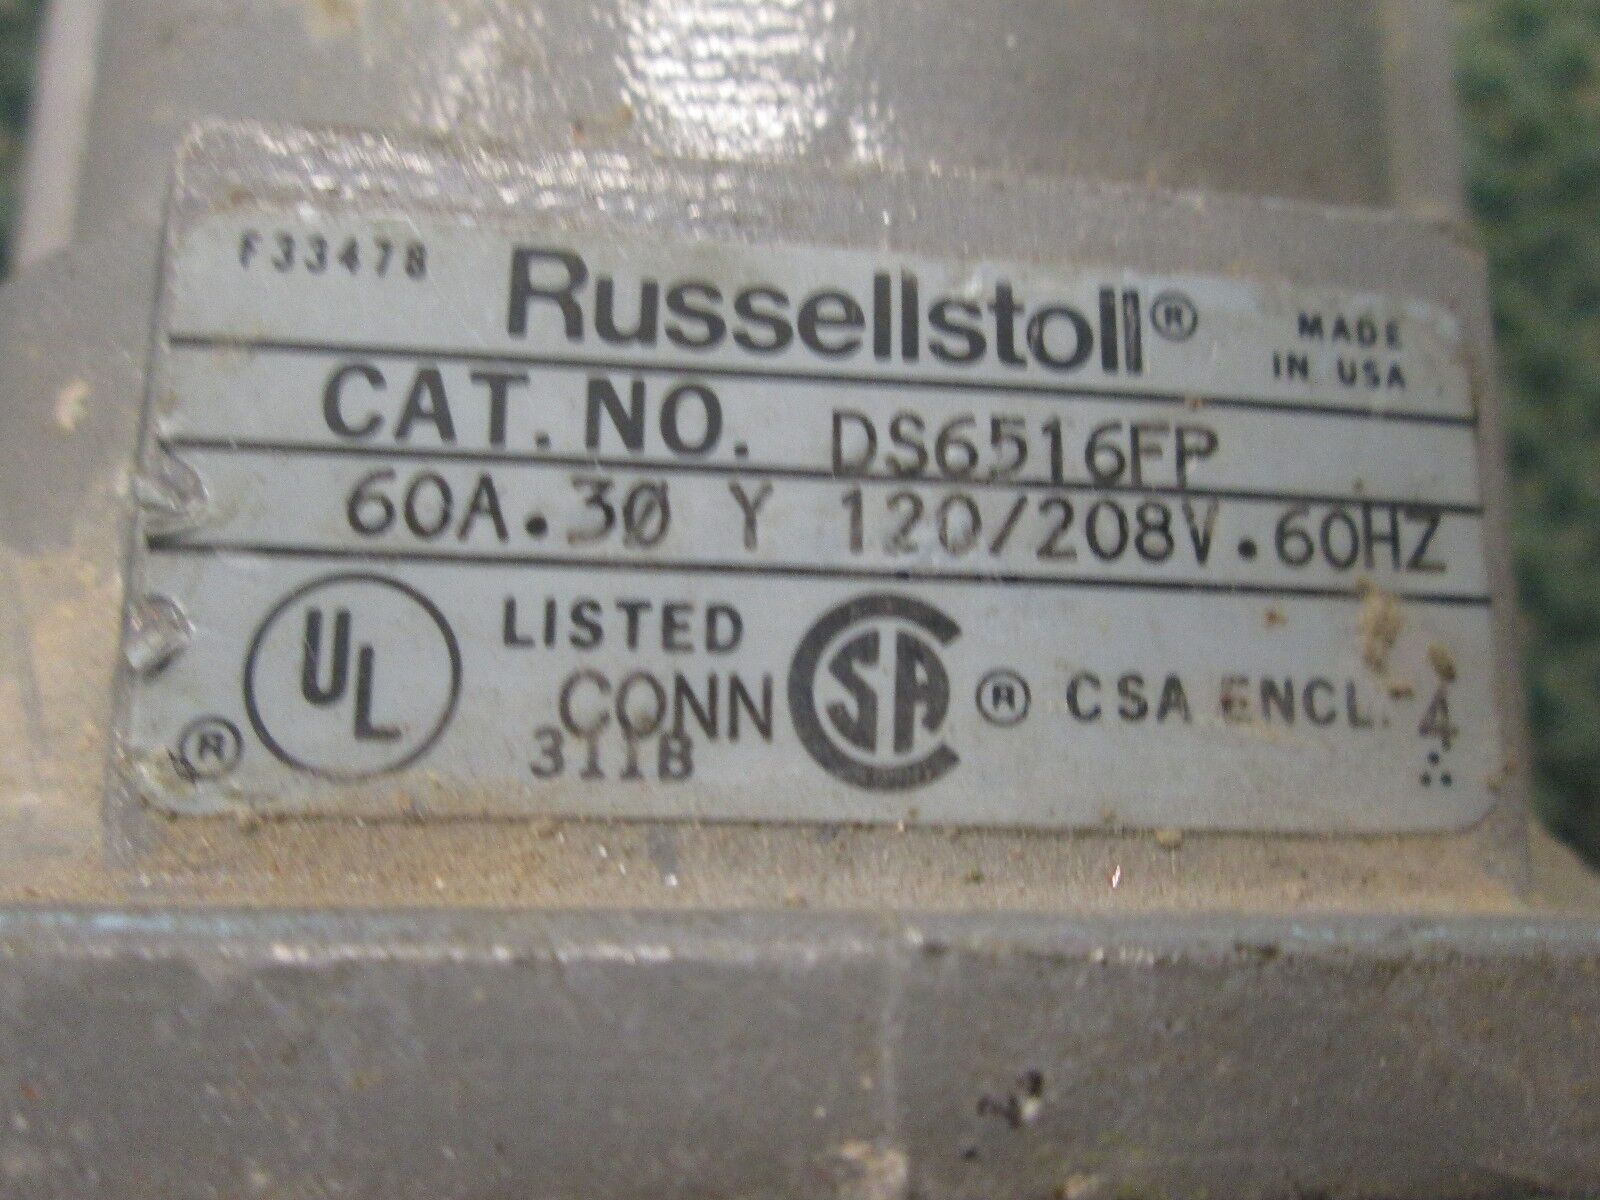 F33478 Russellstoll® MADE
IN USA
CAT. NO. DS6516FP
60A. 3Ø Y 120/208V. 60HZ
UL ® LISTED
CONN
311B
SA ® CSA ENCL. 4